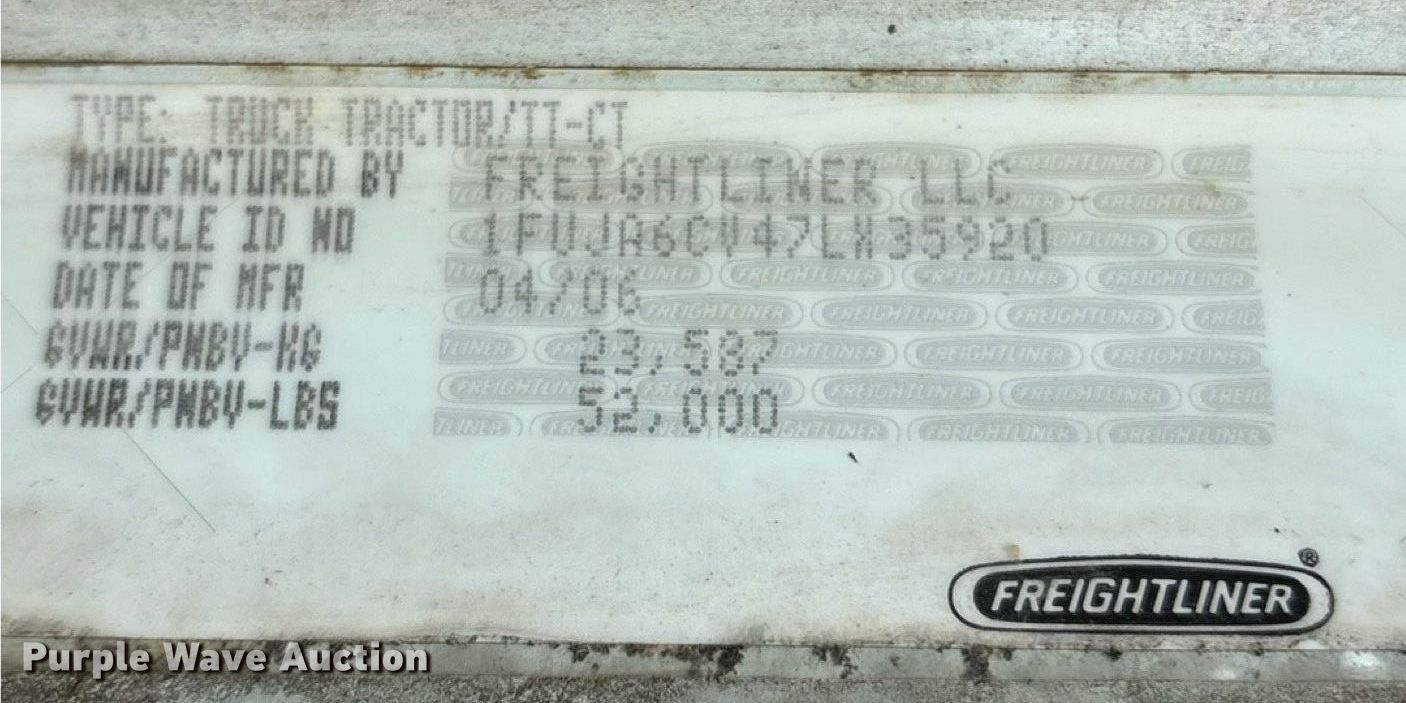 TYPE: TRUCK TRACTOR/TT-CT
MANUFACTURED BY FREIGHTLINER LLC
VEHICLE ID NO 1FUJA6CV47LX35920
DATE OF MFR 04/06
GVWR/PNBV-KG 23,587
GVWR/PNBV-LBS 52,000
FREIGHTLINER®
Purple Wave Auction